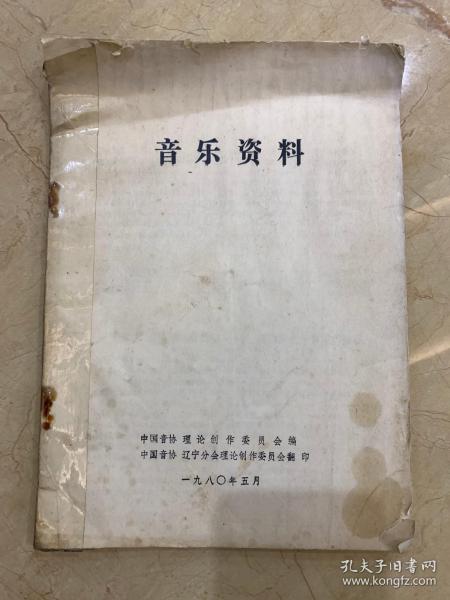 音乐资料
中国音协 理论创作委员会编
中国音协 辽宁分会理论创作委员会翻印
一九八〇年五月
孔夫子旧书网
www.kongfz.com